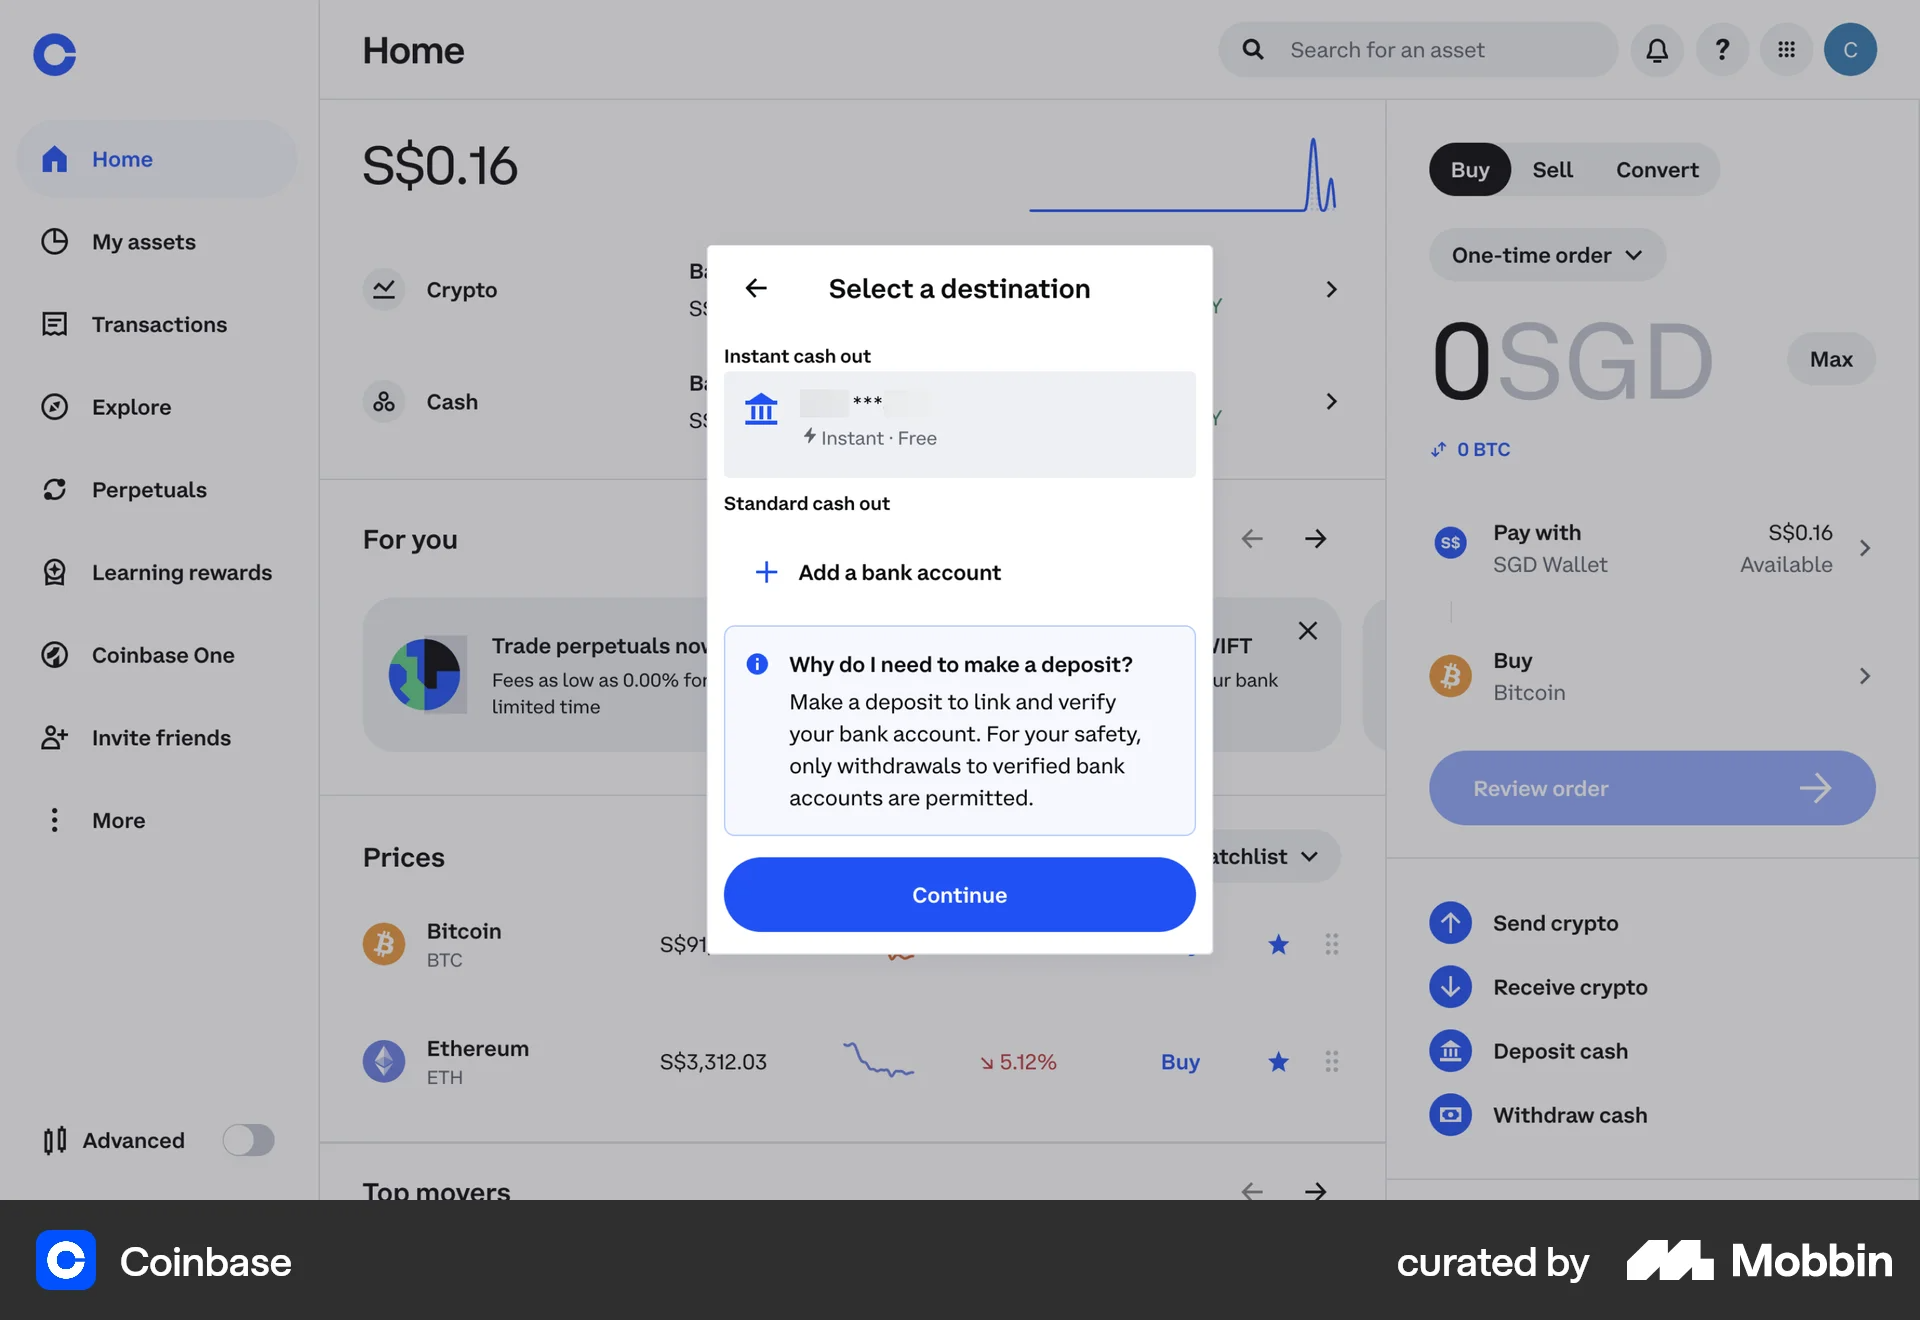 Home
Search for an asset
C
Home
My assets
Transactions
Explore
Perpetuals
Learning rewards
Coinbase One
Invite friends
More
Advanced
S$0.16
Crypto
Cash
For you
Trade perpetuals
Fees as low as 0.00%
limited time
bank
Prices
Bitcoin
BTC
S$91,
Ethereum
ETH
S$3,312.03
5.12%
Buy
Top movers
Select a destination
Instant cash out
***
Instant · Free
Standard cash out
Add a bank account
Why do I need to make a deposit?
Make a deposit to link and verify
your bank account. For your safety,
only withdrawals to verified bank
accounts are permitted.
Continue
Buy
Sell
Convert
One-time order
0SGD
Max
0 BTC
S$
Pay with
SGD Wallet
S$0.16
Available
Buy
Bitcoin
Review order
Send crypto
Receive crypto
Deposit cash
Withdraw cash
Coinbase
curated by
Mobbin